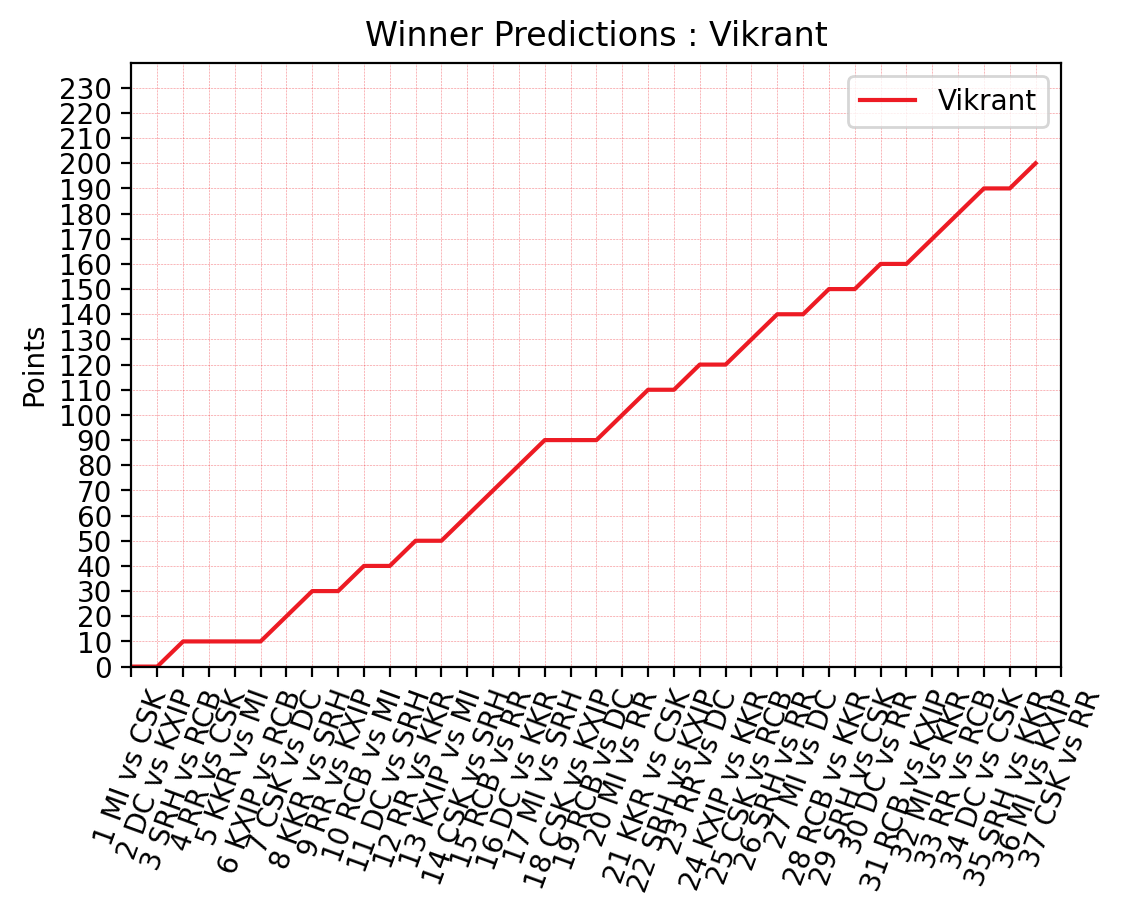 Winner Predictions : Vikrant
Vikrant
Points
230
220
210
200
190
180
170
160
150
140
130
120
110
100
90
80
70
60
50
40
30
20
10
0
1 MI vs CSK
2 DC vs KXIP
3 SRH vs RCB
4 RR vs CSK
5 KKR vs MI
6 KXIP vs RCB
7 CSK vs DC
8 KKR vs SRH
9 RR vs KXIP
10 RCB vs MI
11 DC vs SRH
12 RR vs KKR
13 KXIP vs MI
14 CSK vs SRH
15 RCB vs RR
16 DC vs KKR
17 MI vs SRH
18 CSK vs KXIP
19 RCB vs DC
20 MI vs RR
21 KKR vs CSK
22 SRH vs KXIP
23 RR vs DC
24 KXIP vs KKR
25 CSK vs RCB
26 SRH vs RR
27 MI vs DC
28 RCB vs KKR
29 SRH vs CSK
30 DC vs RR
31 RCB vs KXIP
32 MI vs KKR
33 RR vs RCB
34 DC vs CSK
35 SRH vs KKR
36 MI vs KXIP
37 CSK vs RR